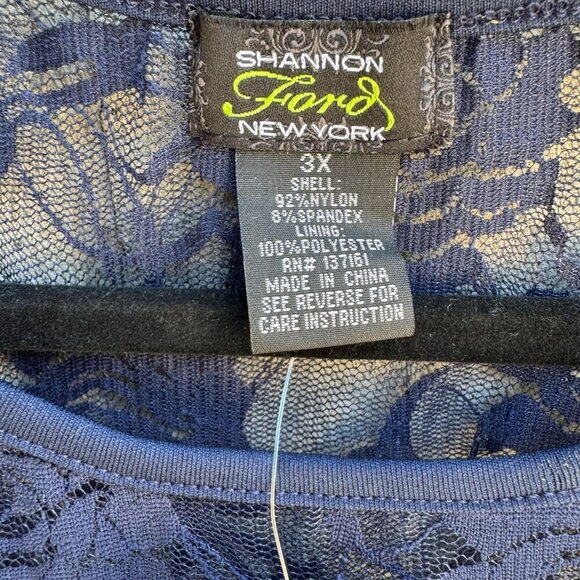 SHANNON
Ford
NEW YORK
3X
SHELL:
92%NYLON
8%SPANDEX
LINING:
100%POLYESTER
RN# 137161
MADE IN CHINA
SEE REVERSE FOR
CARE INSTRUCTION